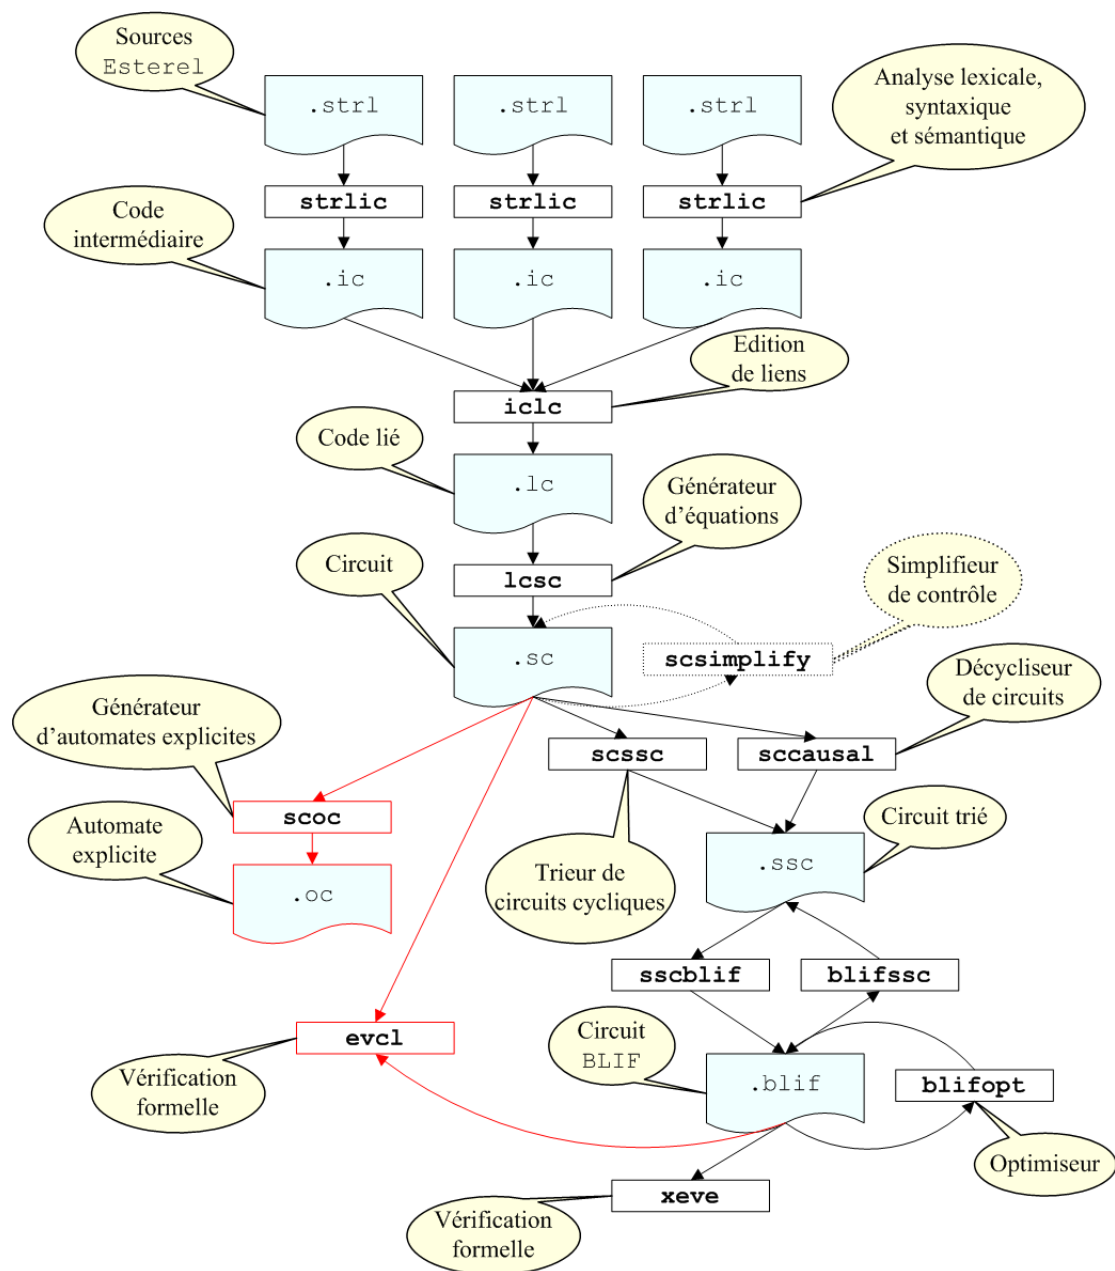 Sources
Esterel
.strl
.strl
.strl
Analyse lexicale,
syntaxique
et sémantique
strlic
strlic
strlic
Code
intermédiaire
.ic
.ic
.ic
Edition
de liens
iclc
Code lié
.lc
Générateur
d'équations
Circuit
lcsc
Simplifieur
de contrôle
.sc
scsimplify
Décycliseur
de circuits
Générateur
d'automates explicites
scssc
sccausal
scoc
Automate
explicite
.oc
Circuit trié
.ssc
Trieur de
circuits cycliques
sscblif
blifssc
evcl
Circuit
BLIF
.blif
blifopt
Vérification
formelle
Optimiseur
xeve
Vérification
formelle